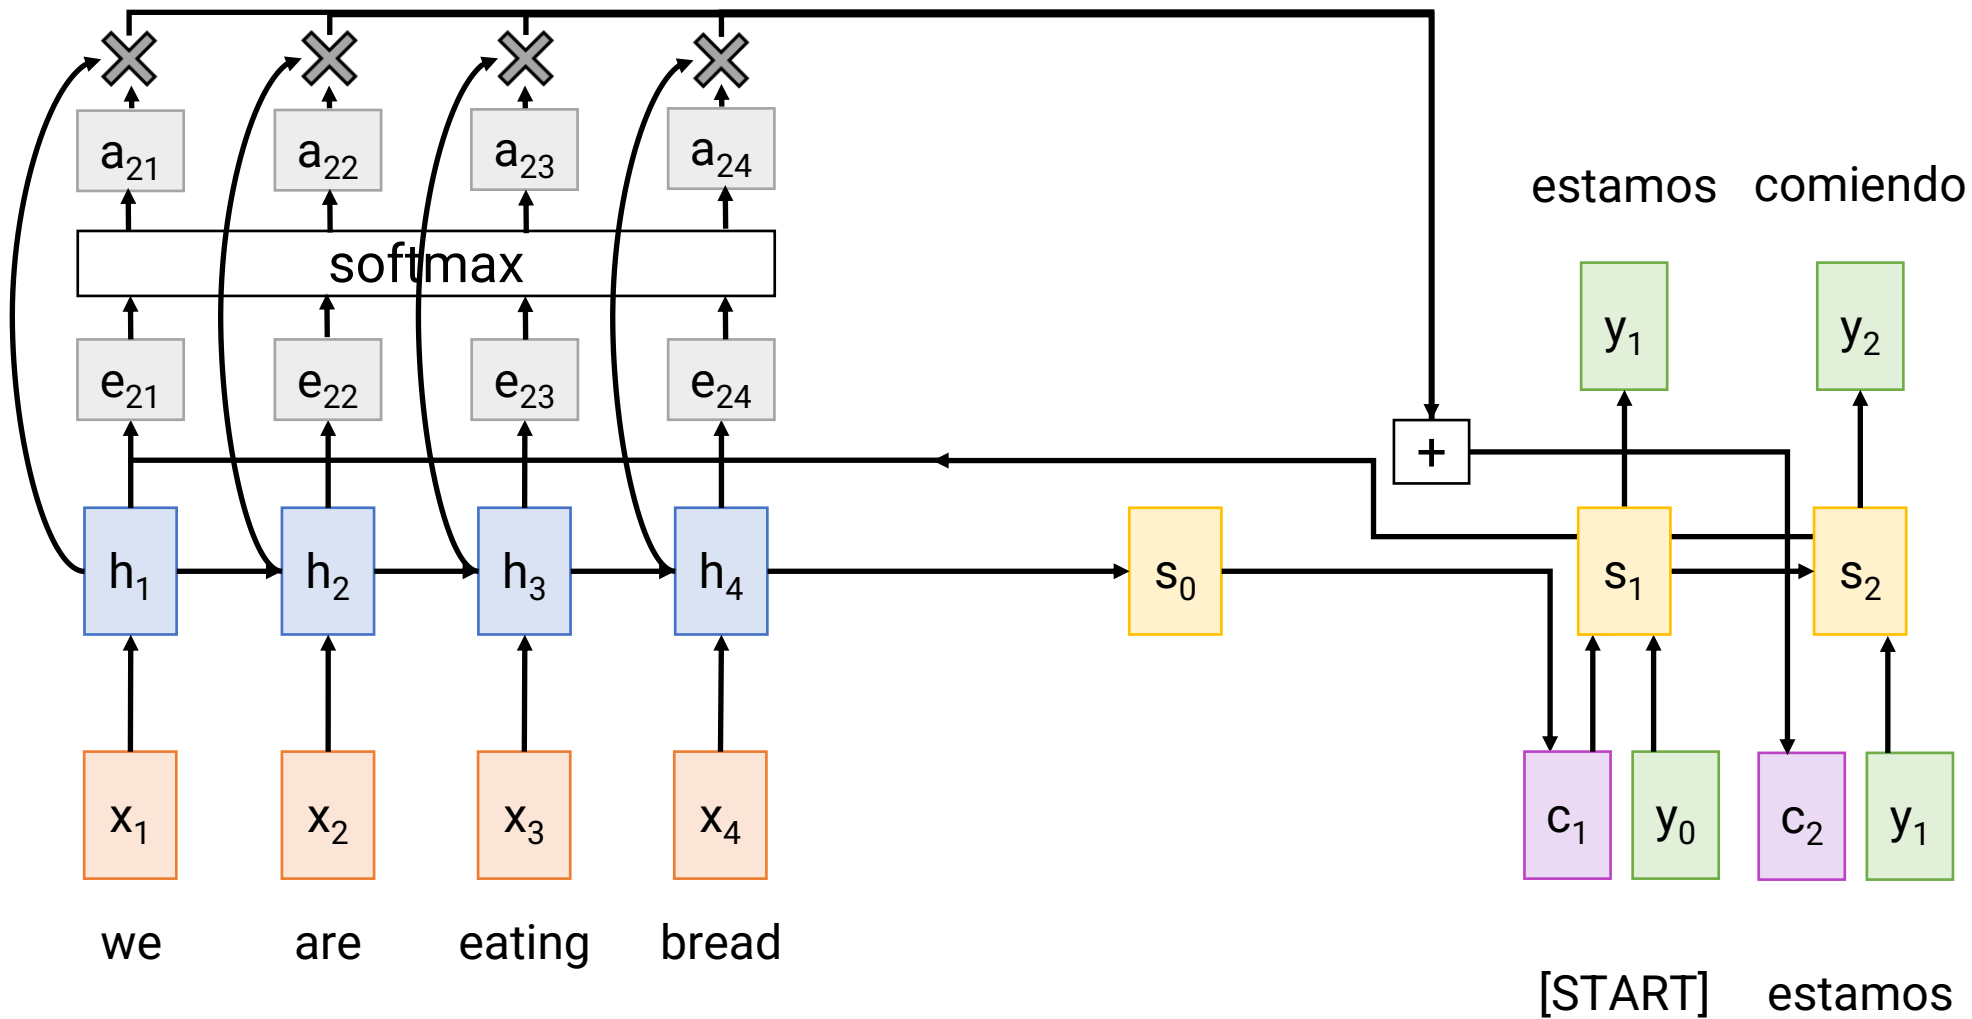 a21 a22 a23 a24
estamos comiendo
softmax
y1 y2
e21 e22 e23 e24
+
h1 h2 h3 h4 s0 s1 s2
x1 x2 x3 x4 c1 y0 c2 y1
we are eating bread
[START] estamos